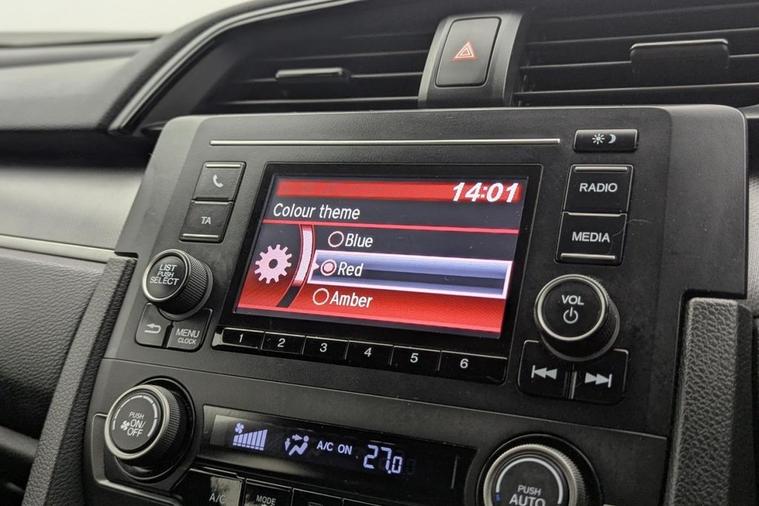 14:01
Colour theme
Blue
Red
Amber
RADIO
MEDIA
TA
LIST
PUSH
SELECT
MENU
CLOCK
VOL
1 2 3 4 5 6
PUSH
ON/
OFF
A/C ON 27.0
A/C
MODE
PUSH
AUTO